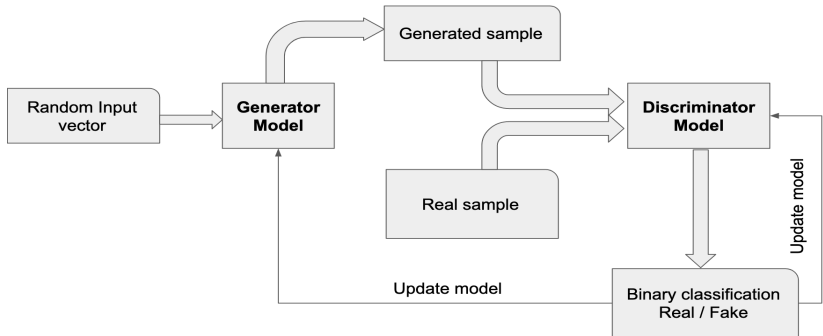 Generated sample
Random Input
vector
Generator
Model
Discriminator
Model
Real sample
Update model
Update model
Binary classification
Real / Fake